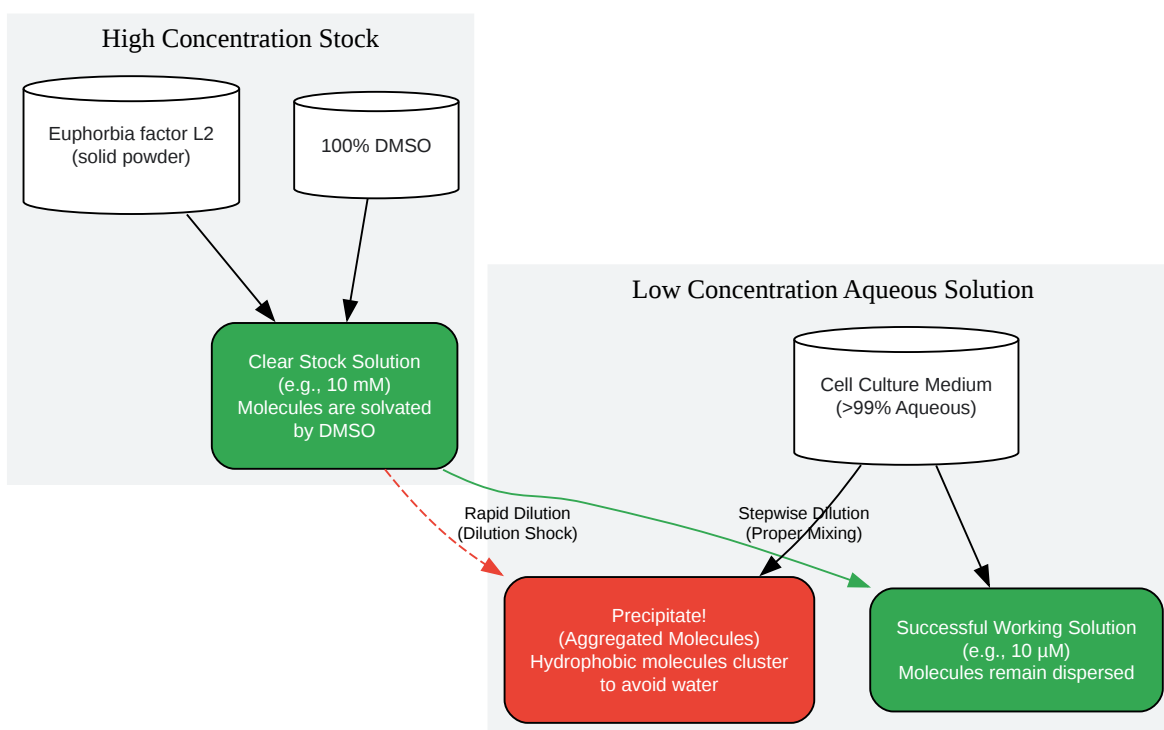 High Concentration Stock
Euphorbia factor L2
(solid powder)
100% DMSO
Clear Stock Solution
(e.g., 10 mM)
Molecules are solvated
by DMSO
Low Concentration Aqueous Solution
Cell Culture Medium
(>99% Aqueous)
Rapid Dilution
(Dilution Shock)
Stepwise Dilution
(Proper Mixing)
Precipitate!
(Aggregated Molecules)
Hydrophobic molecules cluster
to avoid water
Successful Working Solution
(e.g., 10 µM)
Molecules remain dispersed